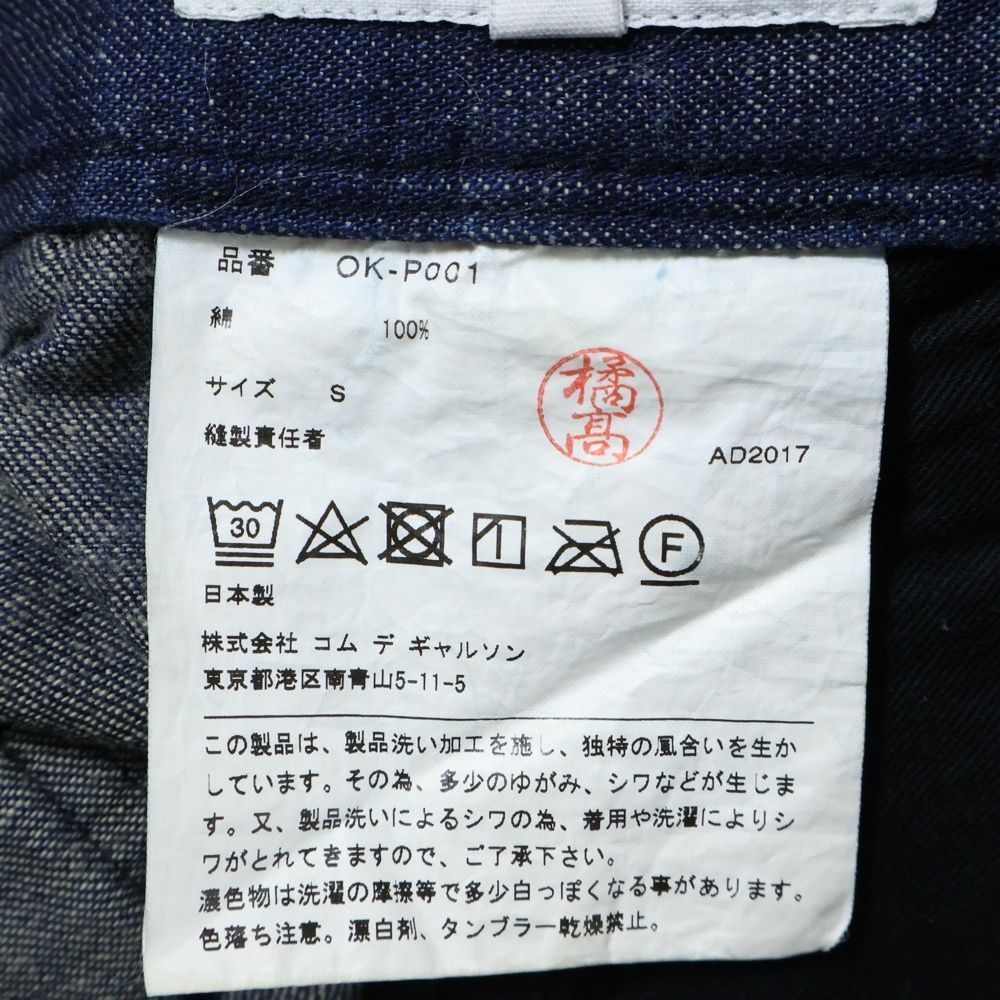 品番 OK-P001
綿 100%
サイズ S
縫製責任者 橘高 AD2017
30 F
日本製
株式会社 コム デ ギャルソン
東京都港区南青山5-11-5
この製品は、製品洗い加工を施し、独特の風合いを生か
しています。その為、多少のゆがみ、シワなどが生じま
す。又、製品洗いによるシワの為、着用や洗濯によりシ
ワがとれてきますので、ご了承下さい。
濃色物は洗濯の摩擦等で多少白っぽくなる事があります。
色落ち注意。漂白剤、タンブラー乾燥禁止。